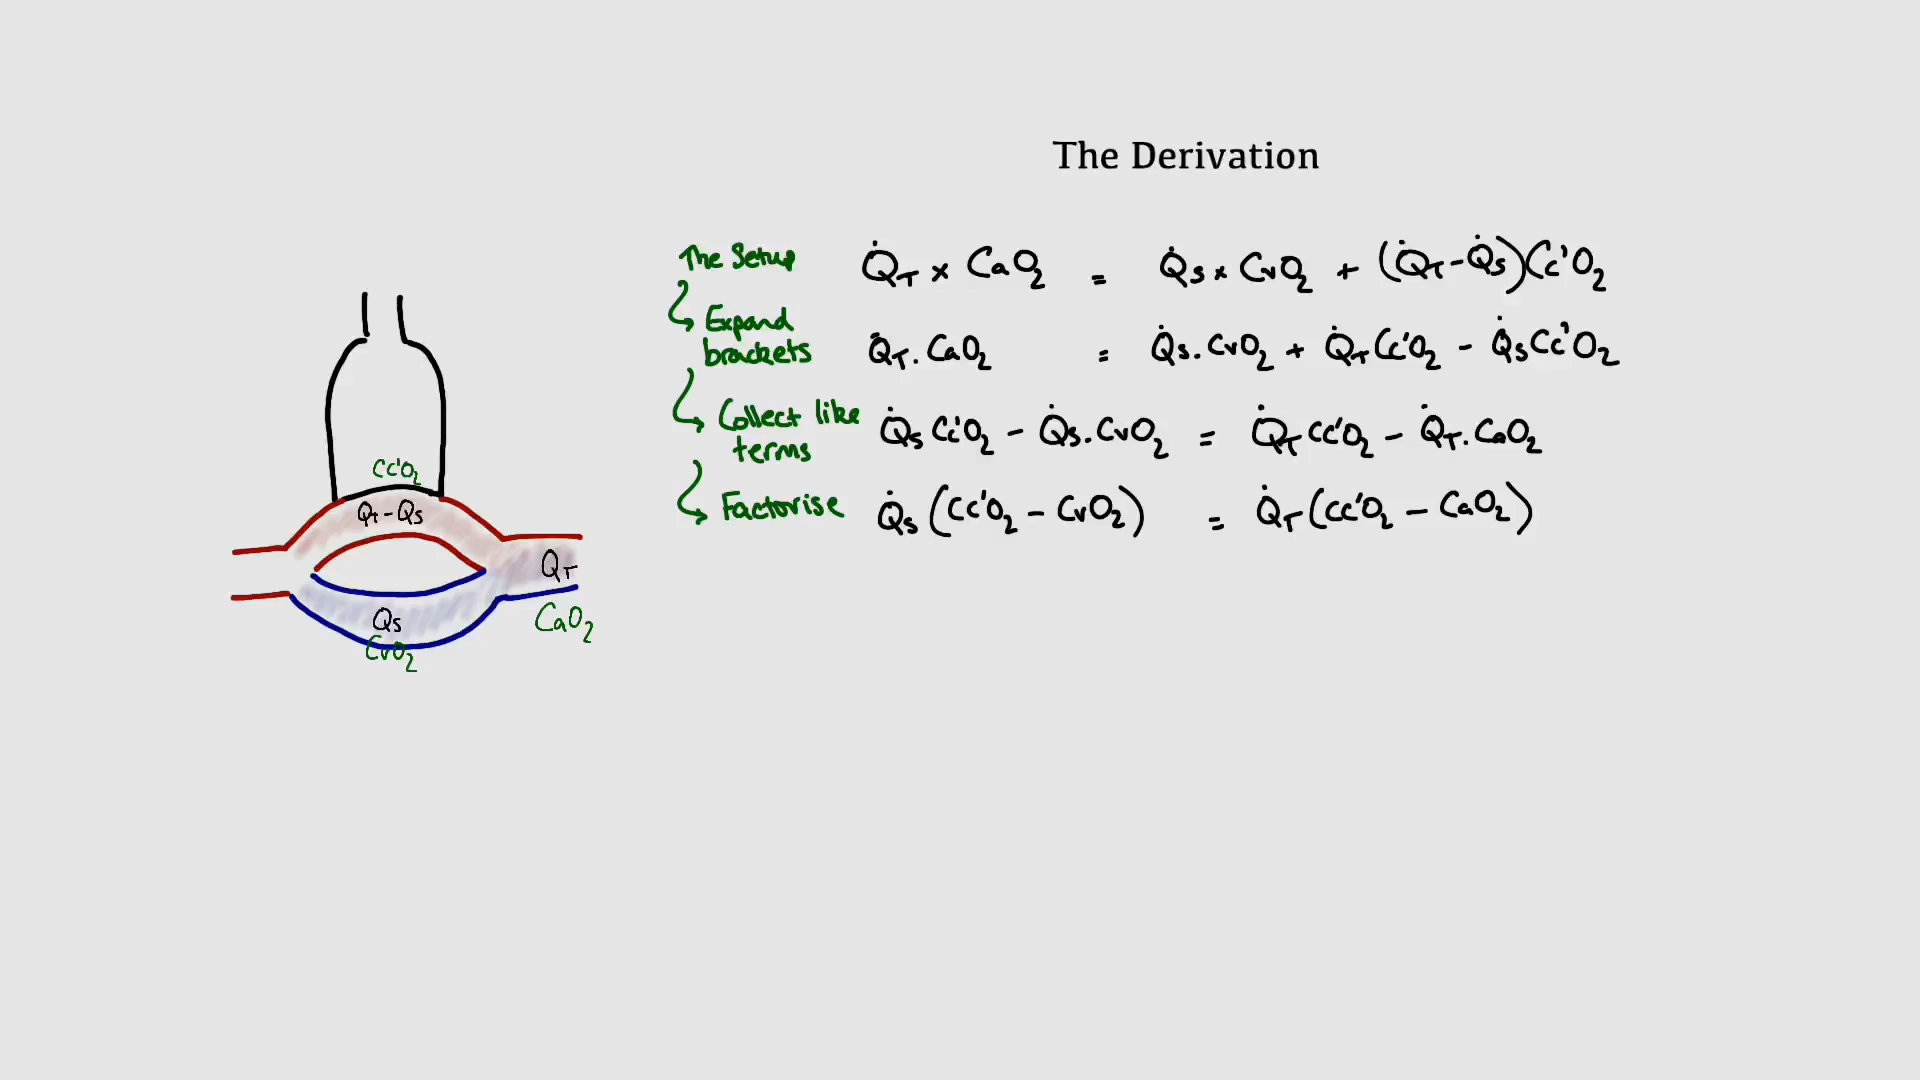 The Derivation
The Setup
Q̇T × CaO2 = Q̇s × CvO2 + (Q̇T - Q̇s)Cc'O2
Expand
brackets
Q̇T . CaO2 = Q̇s . CvO2 + Q̇T Cc'O2 - Q̇s Cc'O2
Collect like
terms
Q̇s Cc'O2 - Q̇s . CvO2 = Q̇T Cc'O2 - Q̇T . CaO2
Factorise
Q̇s (Cc'O2 - CvO2) = Q̇T (Cc'O2 - CaO2)
Cc'O2
QT - Qs
QT
Qs
CaO2
CvO2